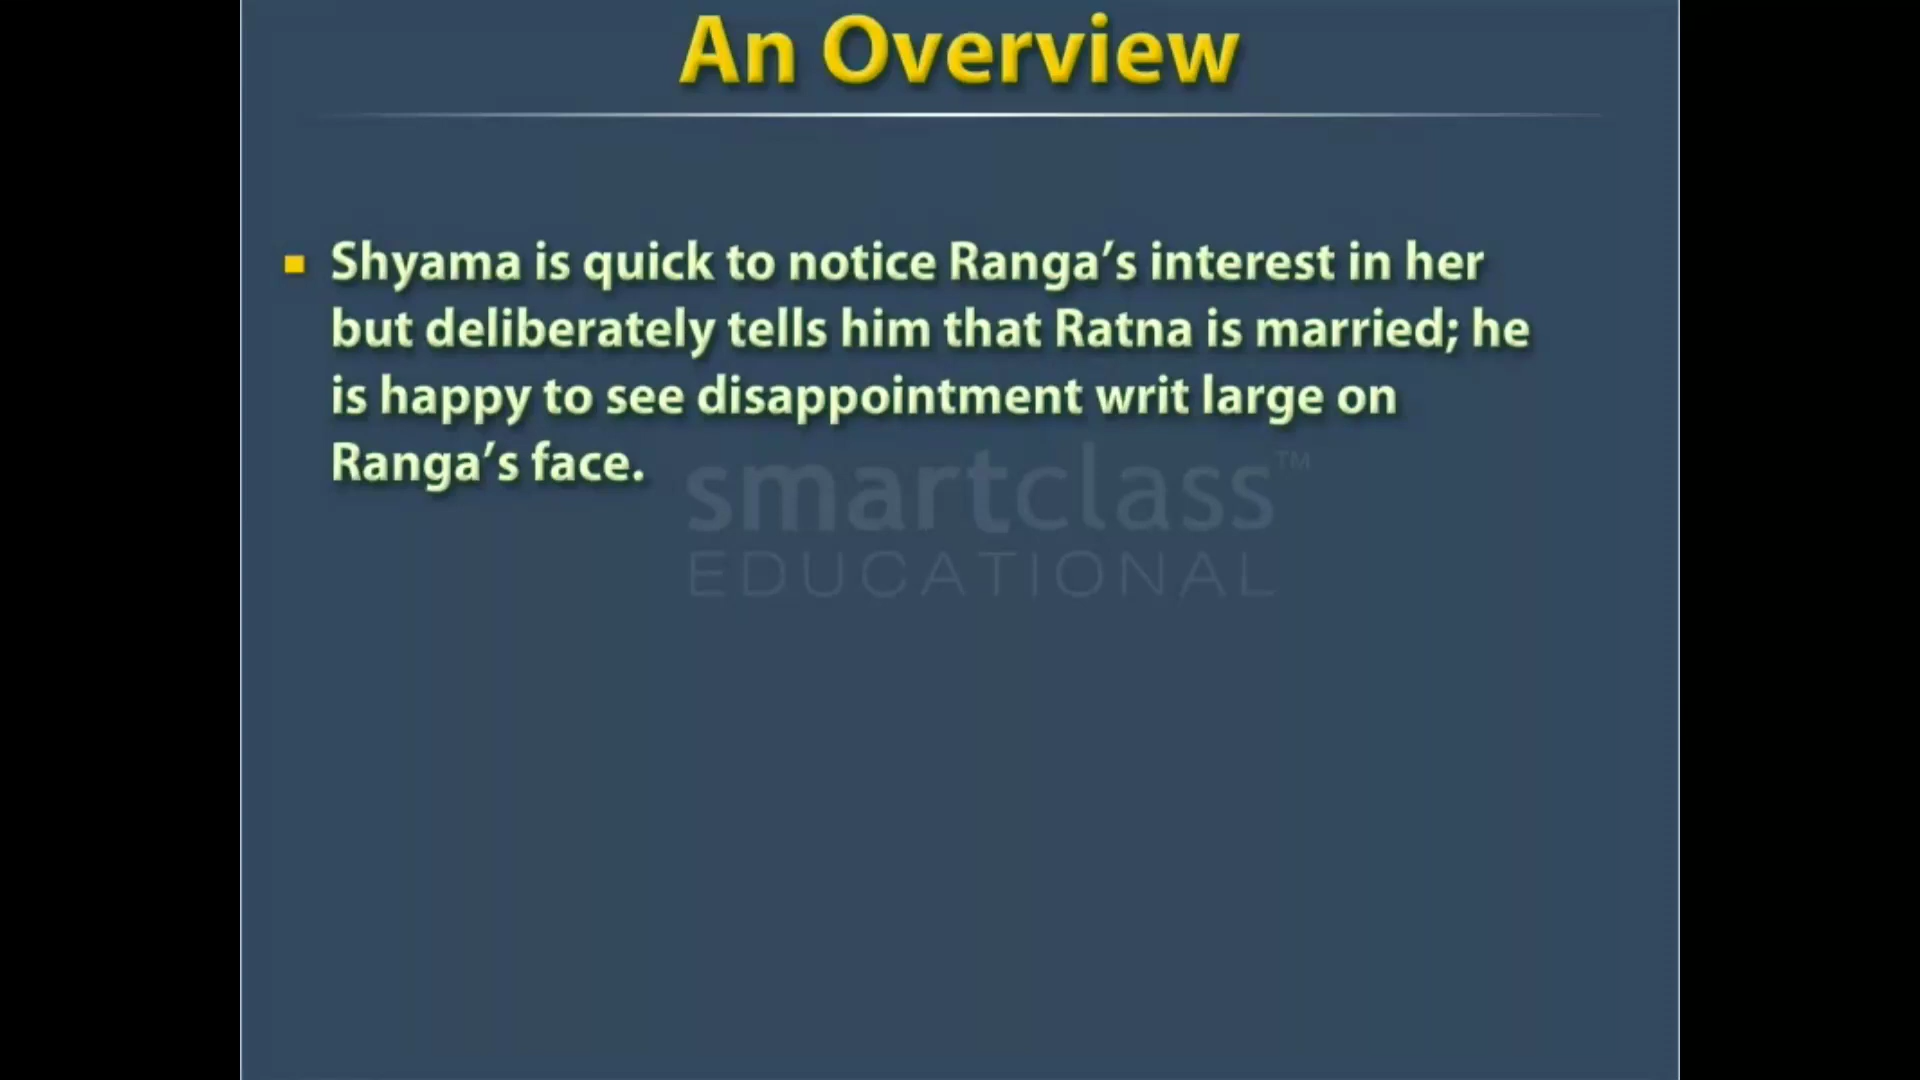 An Overview
▪ Shyama is quick to notice Ranga’s interest in her
but deliberately tells him that Ratna is married; he
is happy to see disappointment writ large on
Ranga’s face.
smartclass™
EDUCATIONAL